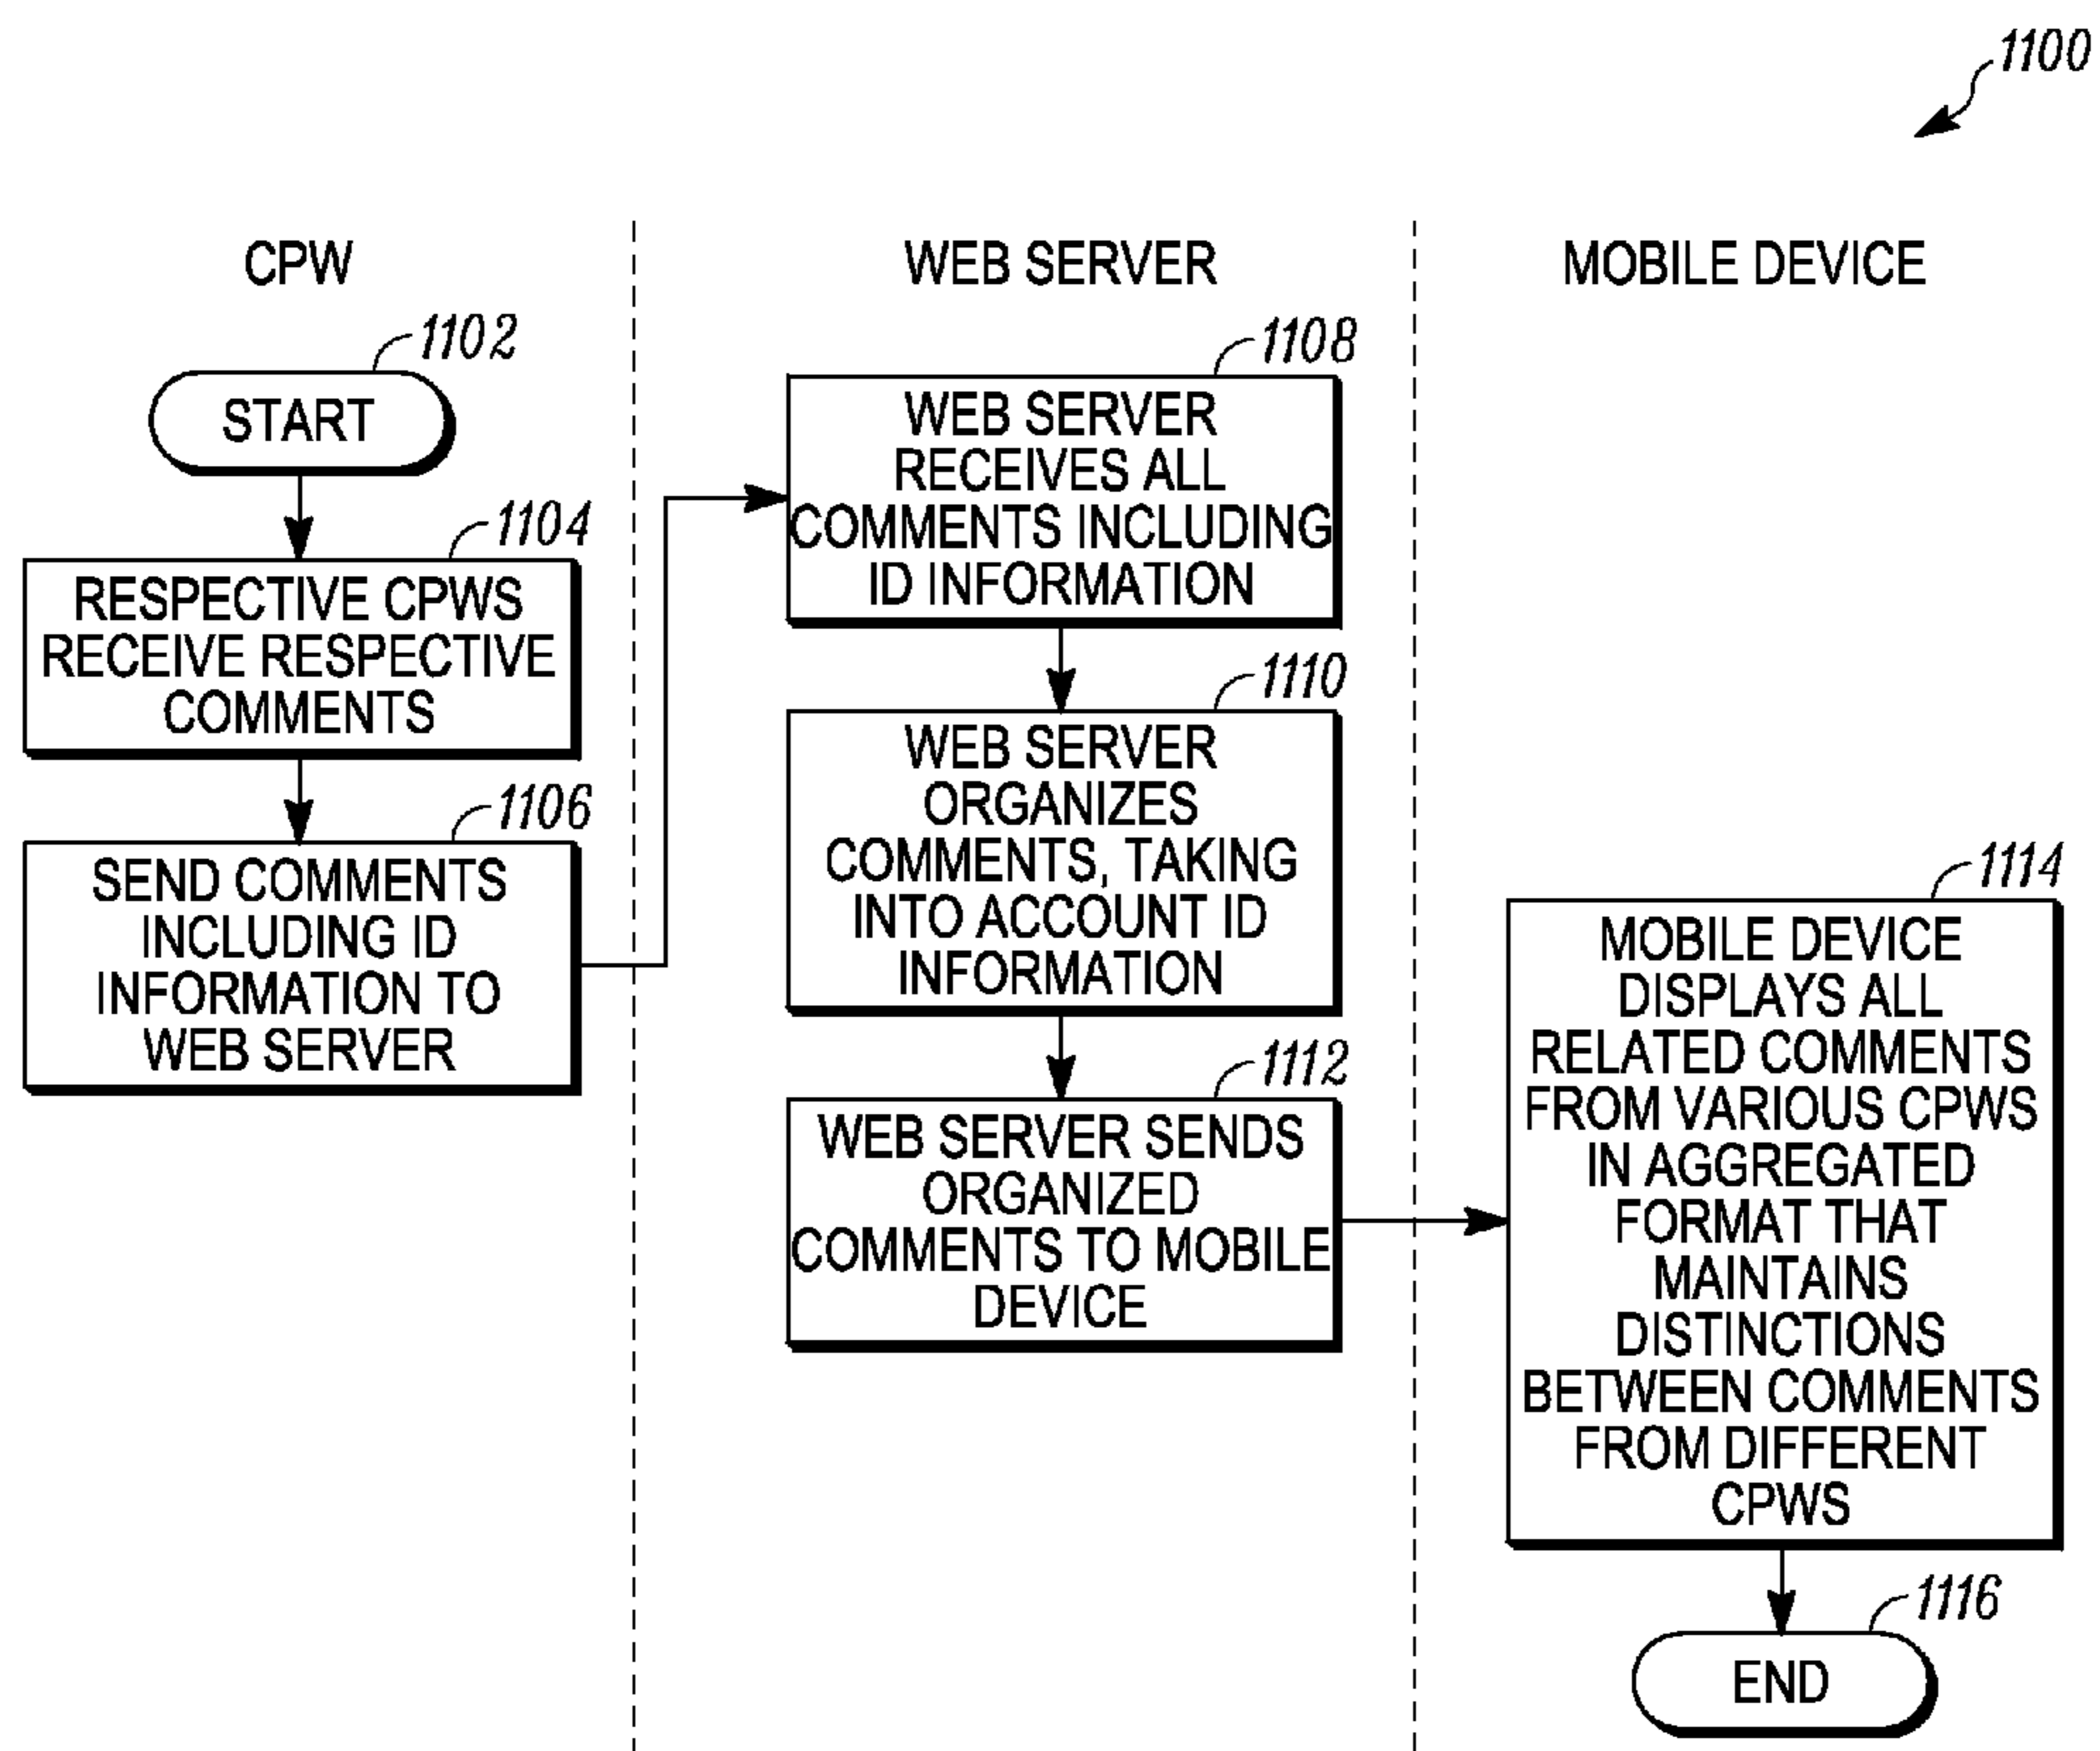 1100
CPW
1102
START
1104
RESPECTIVE CPWS
RECEIVE RESPECTIVE
COMMENTS
1106
SEND COMMENTS
INCLUDING ID
INFORMATION TO
WEB SERVER
WEB SERVER
1108
WEB SERVER
RECEIVES ALL
COMMENTS INCLUDING
ID INFORMATION
1110
WEB SERVER
ORGANIZES
COMMENTS, TAKING
INTO ACCOUNT ID
INFORMATION
1112
WEB SERVER SENDS
ORGANIZED
COMMENTS TO MOBILE
DEVICE
MOBILE DEVICE
1114
MOBILE DEVICE
DISPLAYS ALL
RELATED COMMENTS
FROM VARIOUS CPWS
IN AGGREGATED
FORMAT THAT
MAINTAINS
DISTINCTIONS
BETWEEN COMMENTS
FROM DIFFERENT
CPWS
1116
END